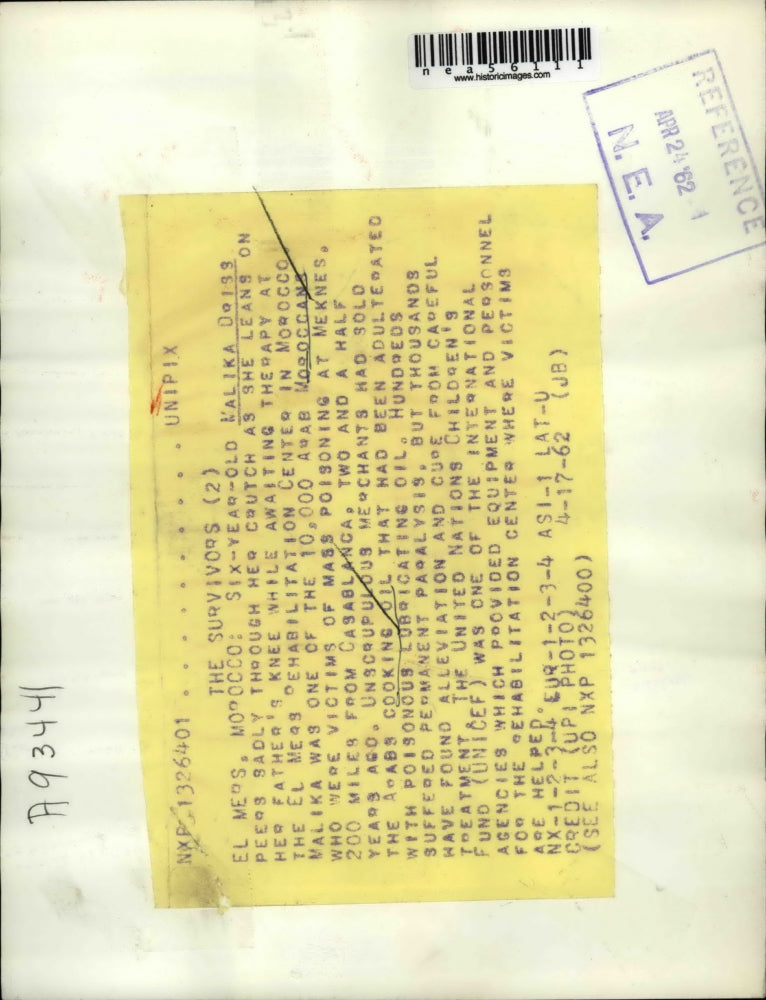 nea56111
www.historicimages.com
REFERENCE
APR 24 '62
N. E. A.
NXP 1326401 . . . . . . . . UNIPIX
THE SURVIVORS (2)
EL MERS, MOROCCO: SIX-YEAR-OLD MALIKA DRISS
PEERS SADLY THROUGH HER CRUTCH AS SHE LEANS ON
HER FATHER'S KNEE WHILE AWAITING THERAPY AT
THE EL MERS REHABILITATION CENTER IN MOROCCO.
MALIKA WAS ONE OF THE 10,000 ARAB MOROCCANS
WHO WERE VICTIMS OF MASS POISONING AT MEKNES,
200 MILES FROM CASABLANCA, TWO AND A HALF
YEARS AGO. UNSCRUPULOUS MERCHANTS HAD SOLD
THE ARABS COOKING OIL THAT HAD BEEN ADULTERATED
WITH POISONOUS LUBRICATING OIL. HUNDREDS
SUFFERED PERMANENT PARALYSIS, BUT THOUSANDS
HAVE FOUND ALLEVIATION AND CURE FROM CAREFUL
TREATMENT. THE UNITED NATIONS CHILDREN'S
FUND (UNICEF) WAS ONE OF THE INTERNATIONAL
AGENCIES WHICH PROVIDED EQUIPMENT AND PERSONNEL
FOR THE REHABILITATION CENTER WHERE VICTIMS
ARE HELPED.
NX-1-2-3-4 EUR-1-2-3-4 ASI-1 LAT-U
CREDIT (UPI PHOTO) 4-17-62 (JB)
(SEE ALSO NXP 1326400)
A93441